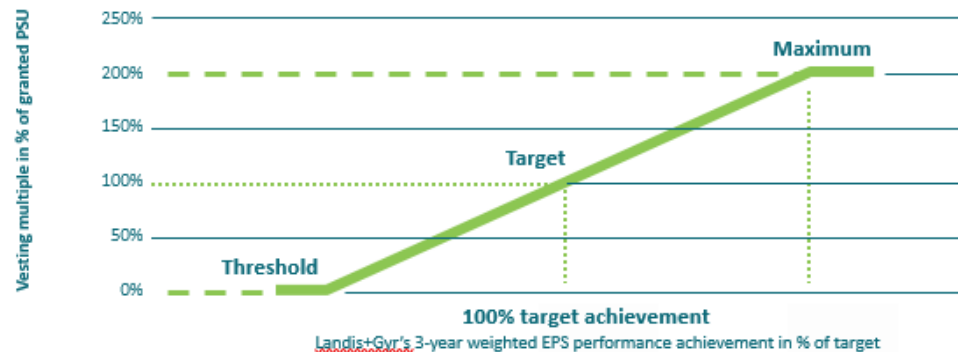 Vesting multiple in % of granted PSU
250%
Maximum
200%
150%
Target
100%
50%
Threshold
0%
100% target achievement
Landis+Gyr's 3-year weighted EPS performance achievement in % of target